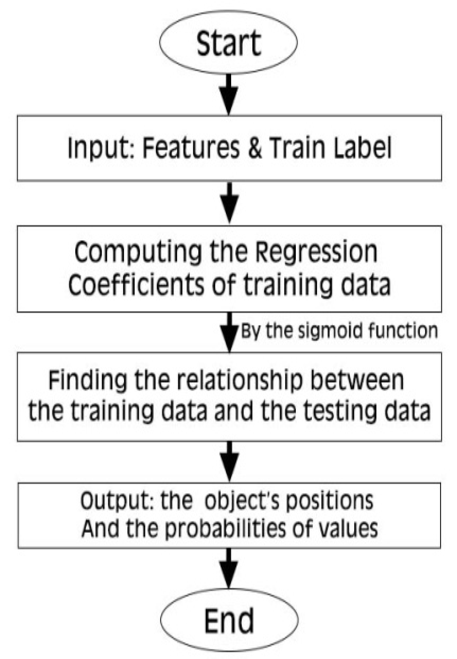 Start
Input: Features & Train Label
Computing the Regression
Coefficients of training data
By the sigmoid function
Finding the relationship between
the training data and the testing data
Output: the object's positions
And the probabilities of values
End